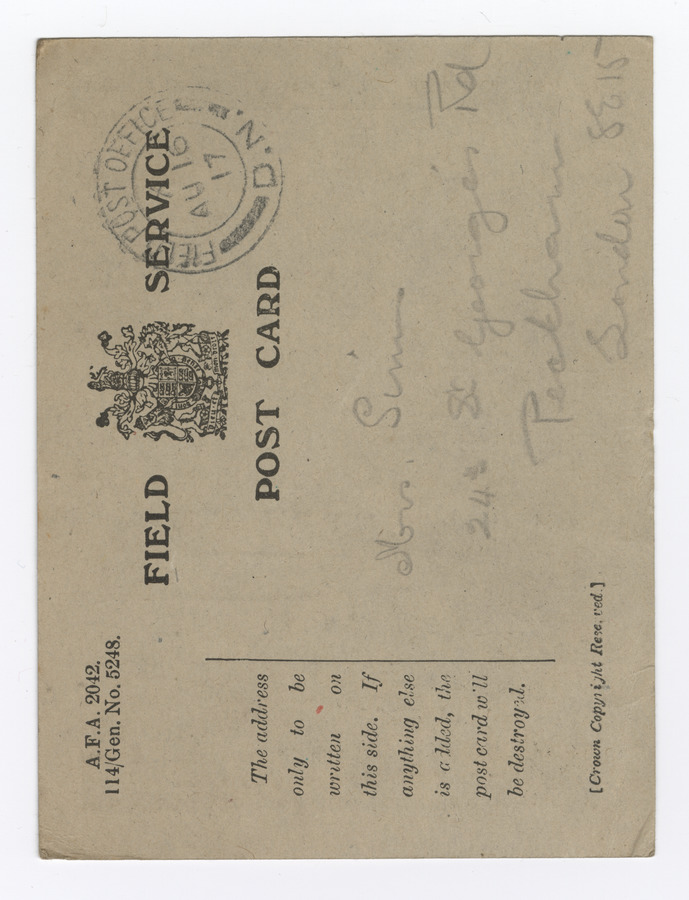 A.F.A. 2042.
114/Gen. No. 5248.
FIELD SERVICE
POST CARD
FIELD POST OFFICE
D.N.
AU 16
17
The address
only to be
written on
this side. If
anything else
is added, the
post card will
be destroyed.
Mrs. Simm
24 St Georges Rd
Peckham
London SE.15
[Crown Copyright Reserved.]